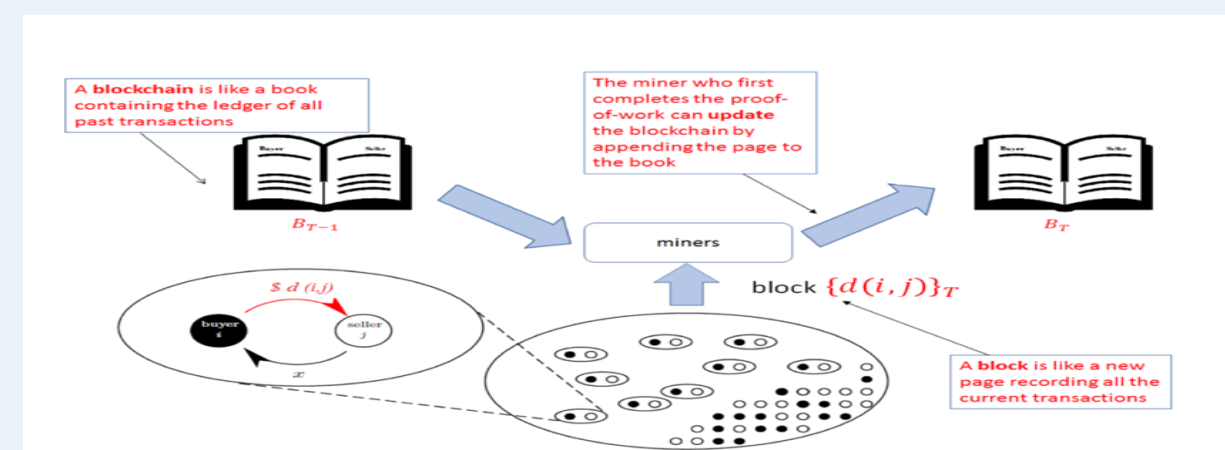 A blockchain is like a book
containing the ledger of all
past transactions
The miner who first
completes the proof-
of-work can update
the blockchain by
appending the page to
the book
Buyer Seller
B_{T-1}
Buyer Seller
B_T
miners
block {d(i, j)}_T
$ d (i,j)
buyer
i
seller
j
x
A block is like a new
page recording all the
current transactions